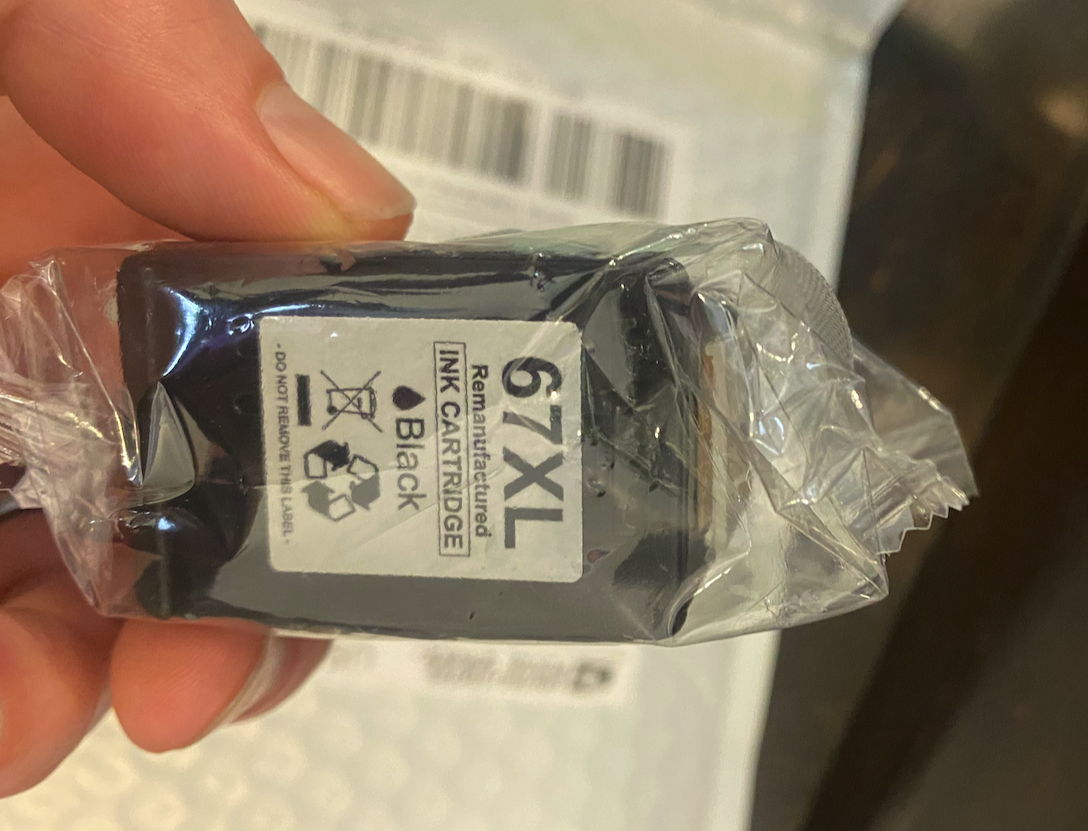 67XL
Remanufactured
INK CARTRIDGE
Black
- DO NOT REMOVE THIS LABEL -